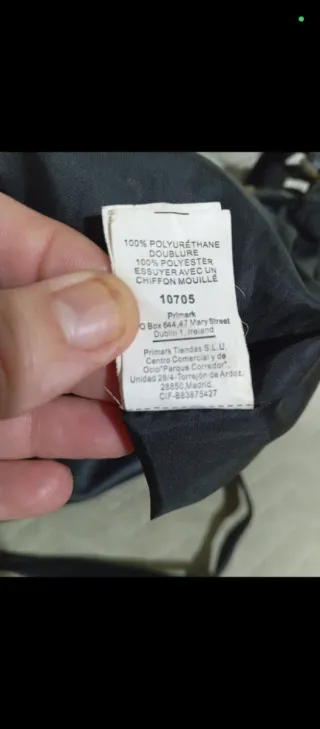 100% POLYURÉTHANE
DOUBLURE
100% POLYESTER
ESSUYER AVEC UN
CHIFFON MOUILLÉ
10705
Primark
O Box 644,47 Mary Street
Dublin 1, Ireland
Primark Tiendas S.L.U.
Centro Comercial y de
Ocio"Parque Corredor",
Unidad 28/4-Torrejón de Ardoz.
28850,Madrid.
CIF-B83875427